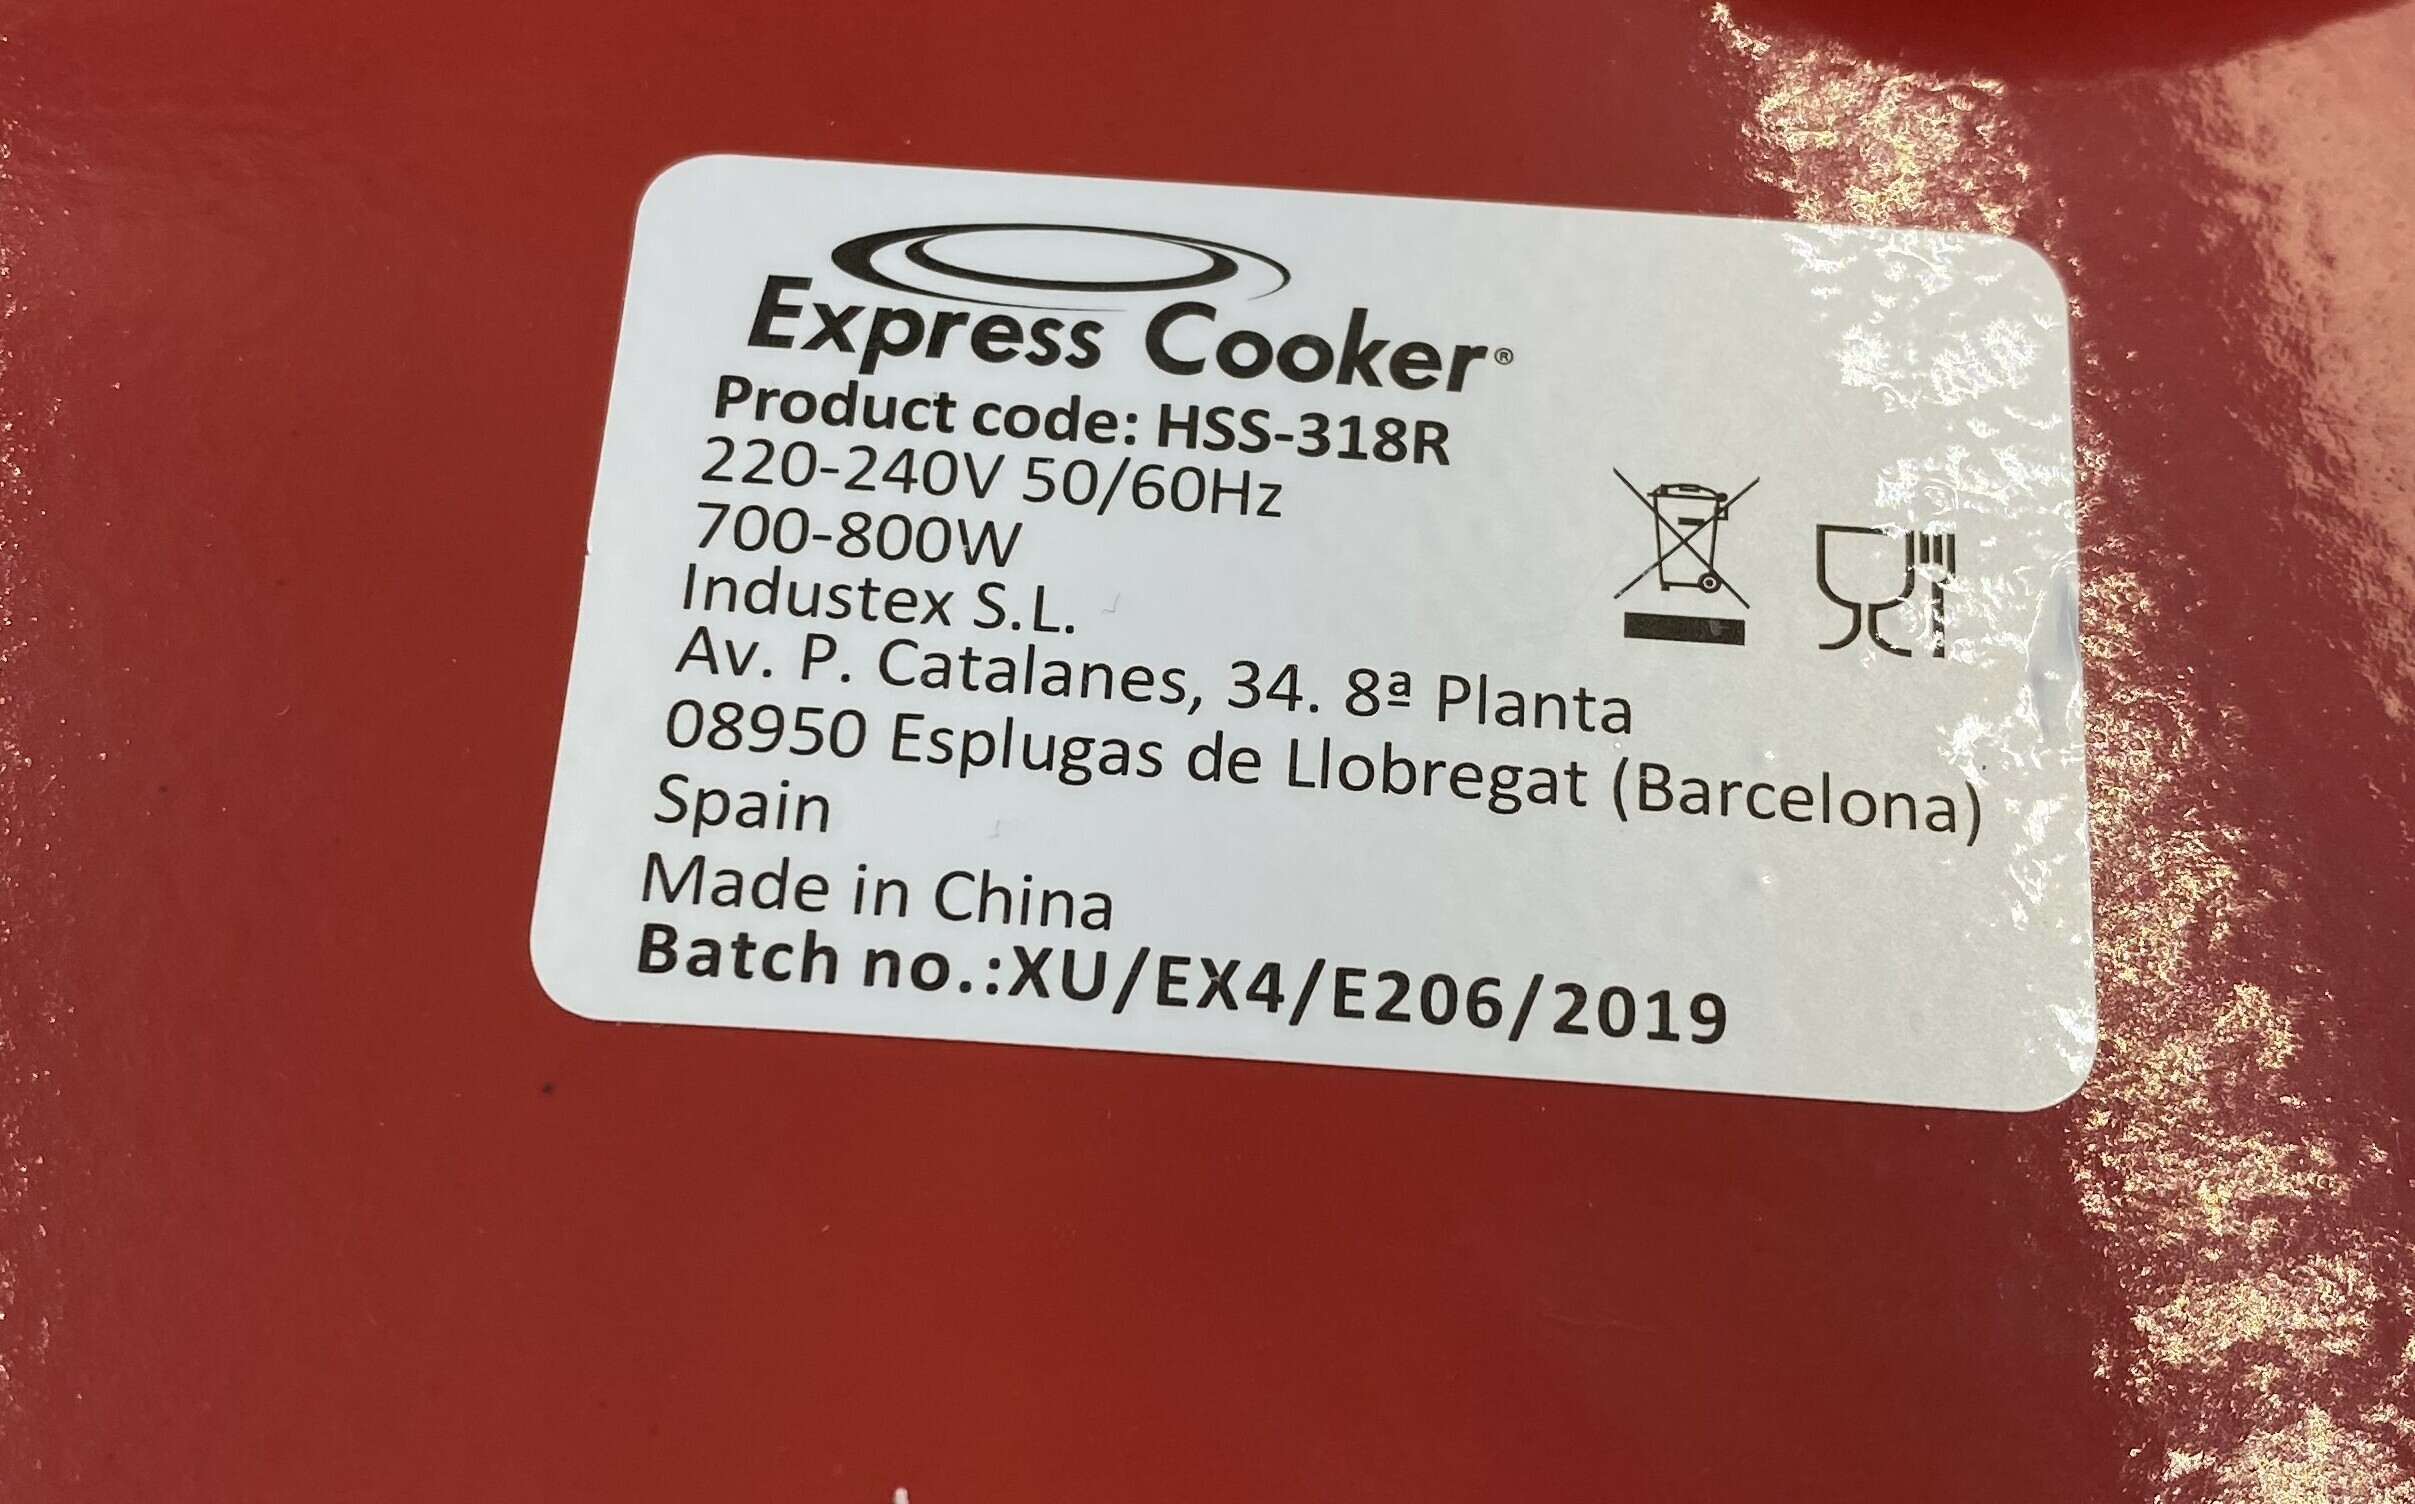 Express Cooker®
Product code: HSS-318R
220-240V 50/60Hz
700-800W
Industex S.L.
Av. P. Catalanes, 34. 8ª Planta
08950 Esplugas de Llobregat (Barcelona)
Spain
Made in China
Batch no.:XU/EX4/E206/2019